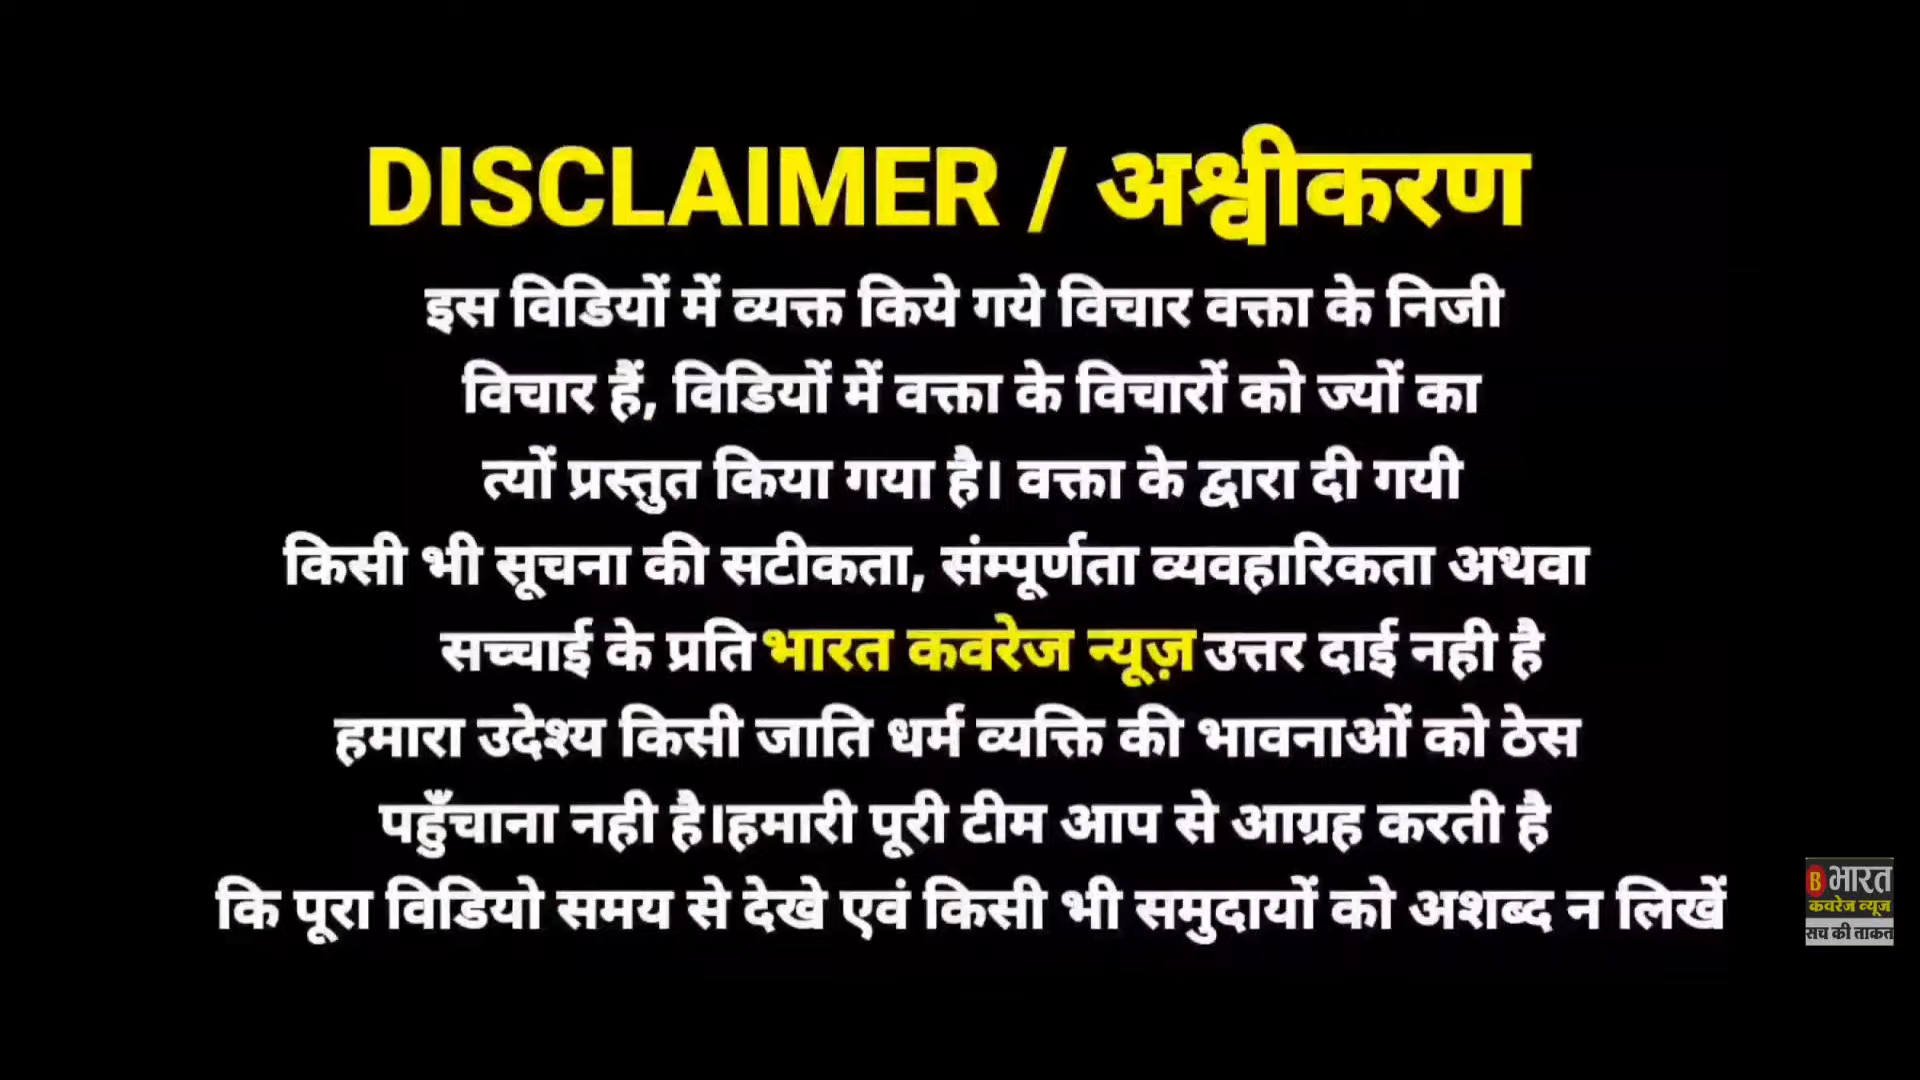 DISCLAIMER / अश्वीकरण
इस विडियों में व्यक्त किये गये विचार वक्ता के निजी
विचार हैं, विडियों में वक्ता के विचारों को ज्यों का
त्यों प्रस्तुत किया गया है। वक्ता के द्वारा दी गयी
किसी भी सूचना की सटीकता, संम्पूर्णता व्यवहारिकता अथवा
सच्चाई के प्रति भारत कवरेज न्यूज़ उत्तर दाई नही है
हमारा उदेश्य किसी जाति धर्म व्यक्ति की भावनाओं को ठेस
पहुँचाना नही है।हमारी पूरी टीम आप से आग्रह करती है
कि पूरा विडियो समय से देखे एवं किसी भी समुदायों को अशब्द न लिखें
B भारत
कवरेज न्यूज
सच की ताकत